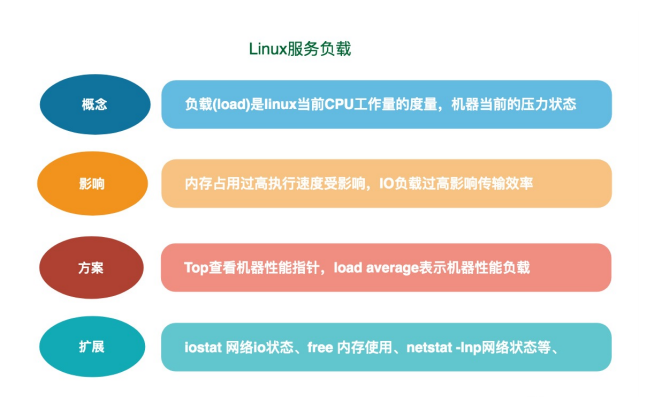 Linux服务负载
概念
负载(load)是linux当前CPU工作量的度量，机器当前的压力状态
影响
内存占用过高执行速度受影响，IO负载过高影响传输效率
方案
Top查看机器性能指针，load average表示机器性能负载
扩展
iostat 网络io状态、free 内存使用、netstat -lnp网络状态等、